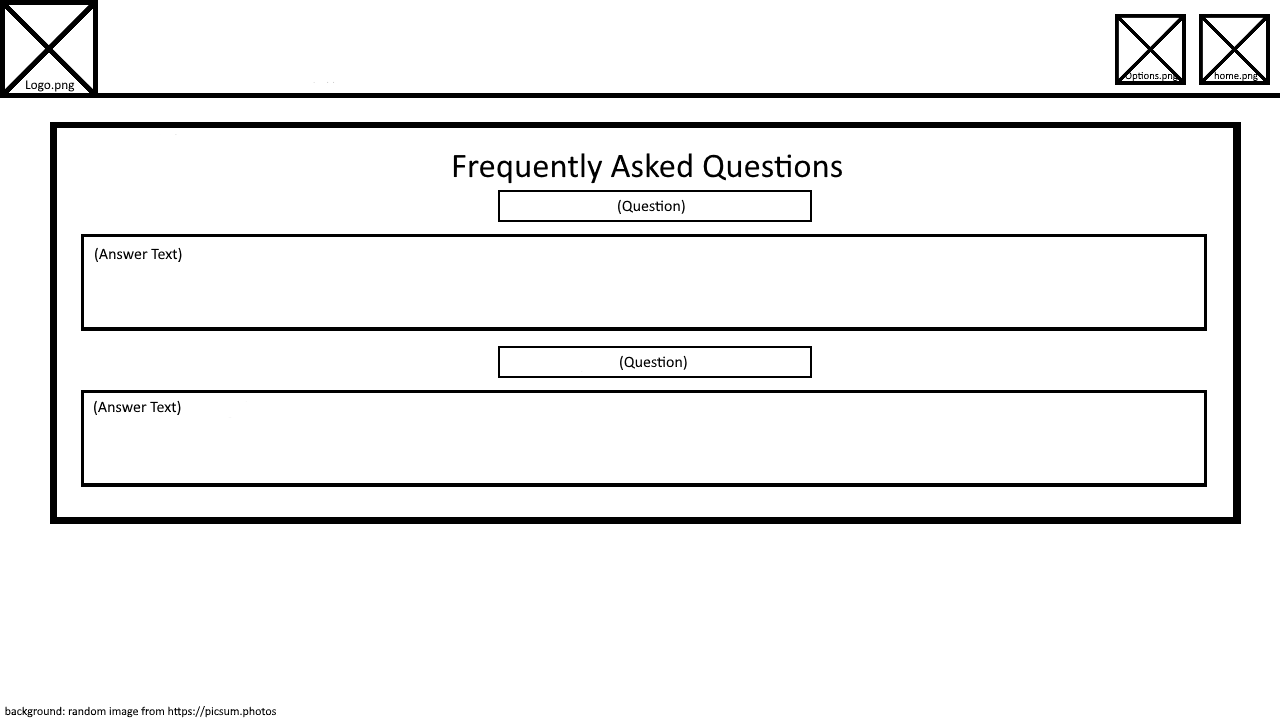 Logo.png
Options.png
home.png
Frequently Asked Questions
(Question)
(Answer Text)
(Question)
(Answer Text)
background: random image from https://picsum.photos